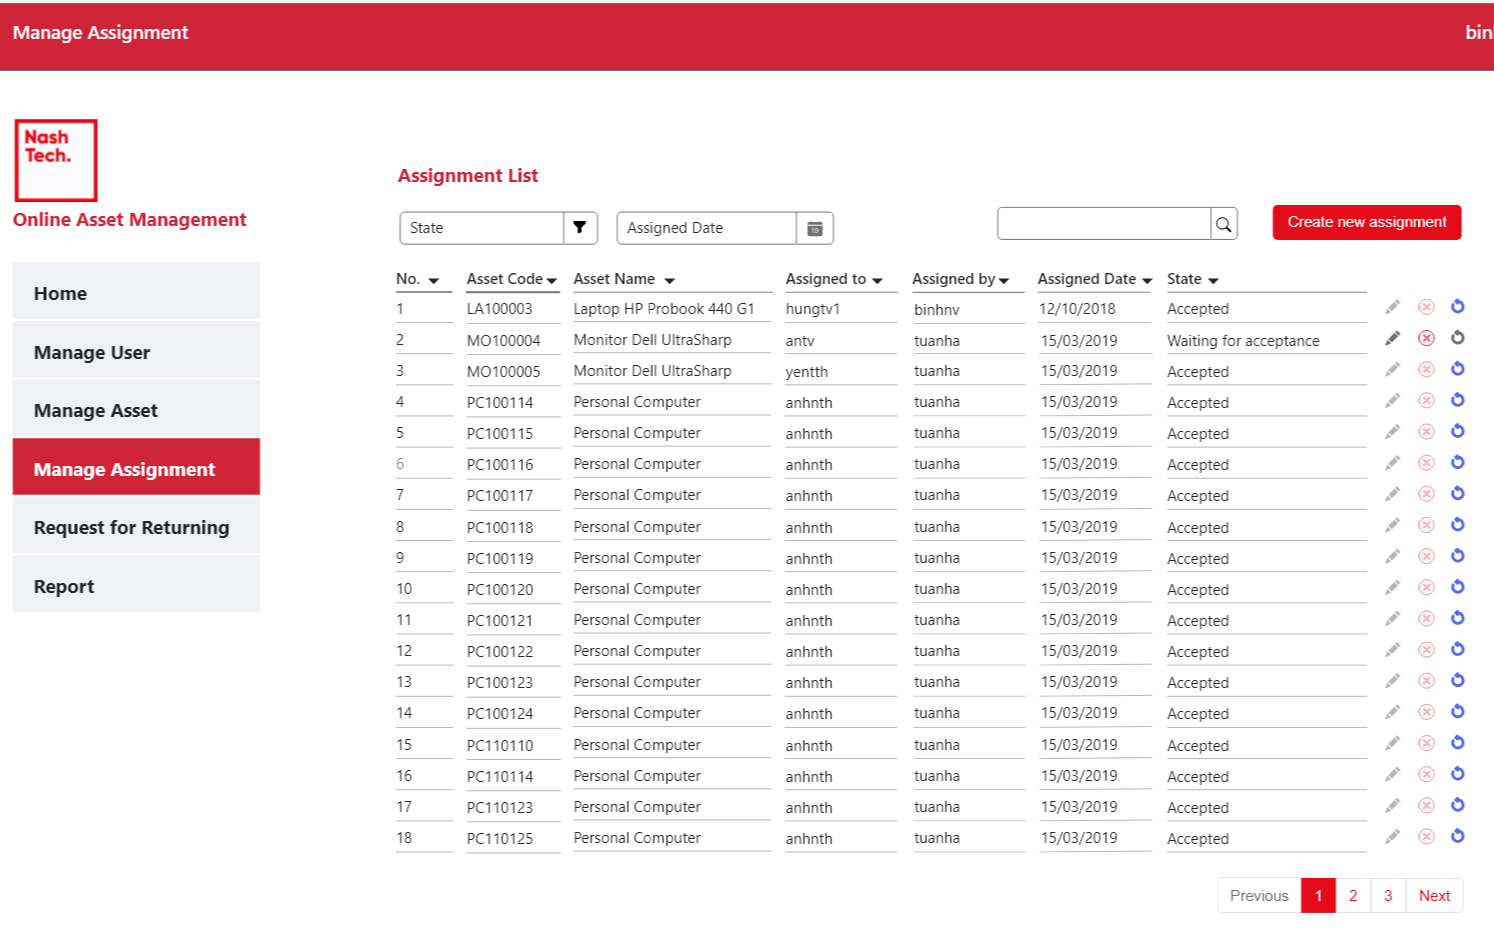 Manage Assignment
Nash
Tech.
Online Asset Management
Home
Manage User
Manage Asset
Manage Assignment
Request for Returning
Report
Assignment List
State Assigned Date 19 Create new assignment
No. Asset Code Asset Name Assigned to Assigned by Assigned Date State
1 LA100003 Laptop HP Probook 440 G1 hungtv1 binhnv 12/10/2018 Accepted
2 MO100004 Monitor Dell UltraSharp antv tuanha 15/03/2019 Waiting for acceptance
3 MO100005 Monitor Dell UltraSharp yentth tuanha 15/03/2019 Accepted
4 PC100114 Personal Computer anhnth tuanha 15/03/2019 Accepted
5 PC100115 Personal Computer anhnth tuanha 15/03/2019 Accepted
6 PC100116 Personal Computer anhnth tuanha 15/03/2019 Accepted
7 PC100117 Personal Computer anhnth tuanha 15/03/2019 Accepted
8 PC100118 Personal Computer anhnth tuanha 15/03/2019 Accepted
9 PC100119 Personal Computer anhnth tuanha 15/03/2019 Accepted
10 PC100120 Personal Computer anhnth tuanha 15/03/2019 Accepted
11 PC100121 Personal Computer anhnth tuanha 15/03/2019 Accepted
12 PC100122 Personal Computer anhnth tuanha 15/03/2019 Accepted
13 PC100123 Personal Computer anhnth tuanha 15/03/2019 Accepted
14 PC100124 Personal Computer anhnth tuanha 15/03/2019 Accepted
15 PC110110 Personal Computer anhnth tuanha 15/03/2019 Accepted
16 PC110114 Personal Computer anhnth tuanha 15/03/2019 Accepted
17 PC110123 Personal Computer anhnth tuanha 15/03/2019 Accepted
18 PC110125 Personal Computer anhnth tuanha 15/03/2019 Accepted
Previous 1 2 3 Next